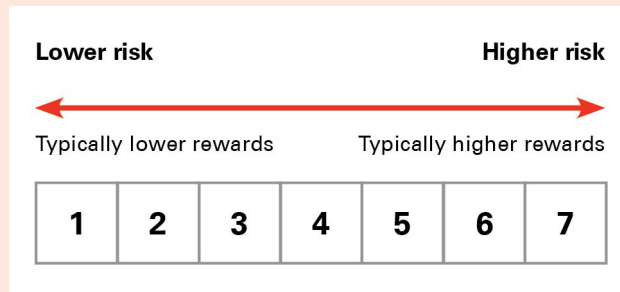 Lower risk Higher risk
Typically lower rewards Typically higher rewards
1 2 3 4 5 6 7